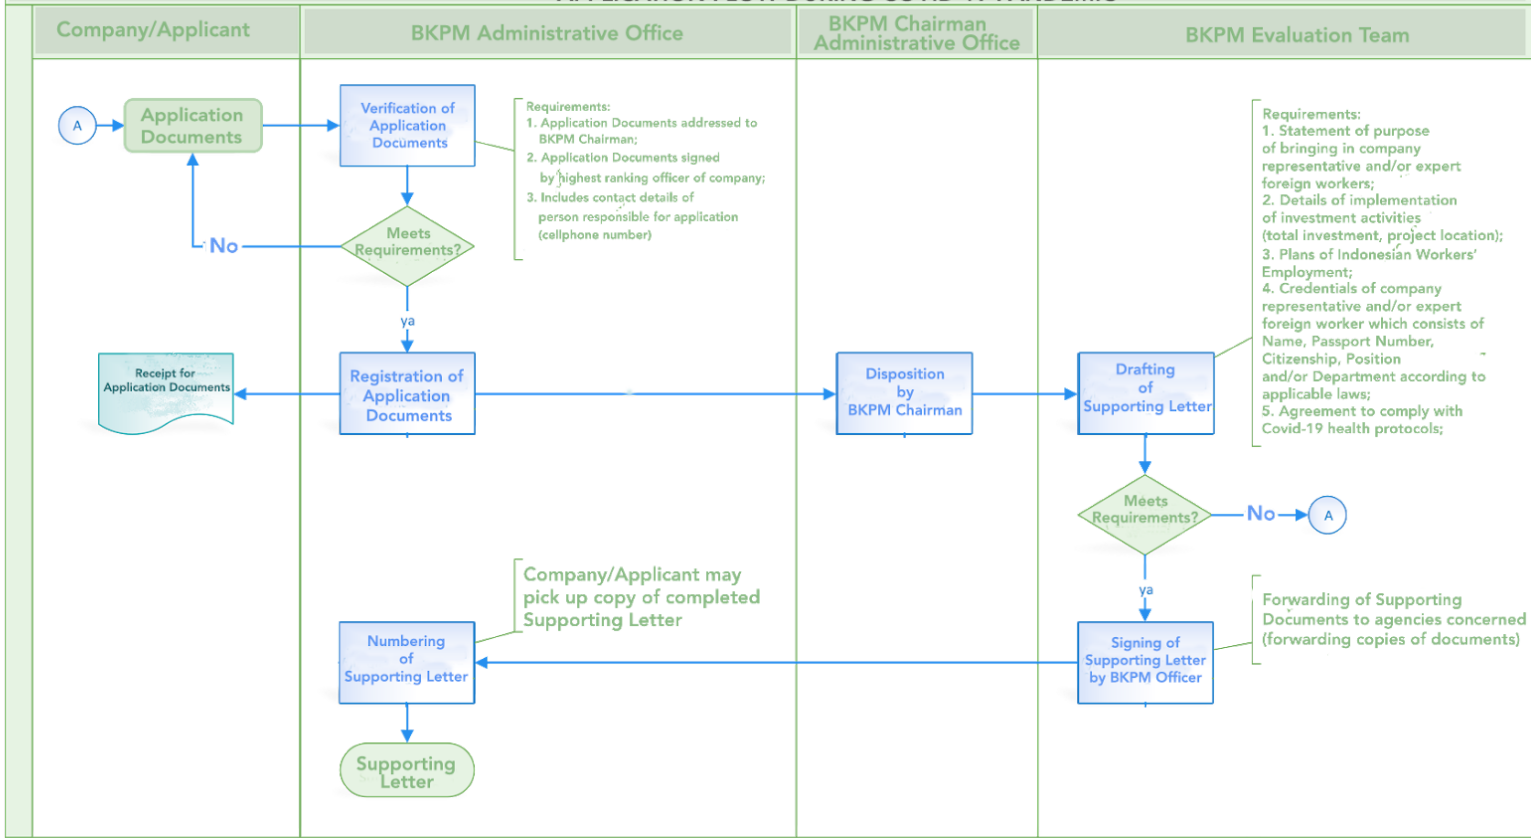 APPLICATION FLOW DURING COVID-19 PANDEMIC
Company/Applicant
BKPM Administrative Office
BKPM Chairman
Administrative Office
BKPM Evaluation Team
A
Application
Documents
Verification of
Application
Documents
Requirements:
1. Application Documents addressed to
BKPM Chairman;
2. Application Documents signed
by highest ranking officer of company;
3. Includes contact details of
person responsible for application
(cellphone number)
Meets
Requirements?
No
ya
Receipt for
Application Documents
Registration of
Application
Documents
Disposition
by
BKPM Chairman
Drafting
of
Supporting Letter
Requirements:
1. Statement of purpose
of bringing in company
representative and/or expert
foreign workers;
2. Details of implementation
of investment activities
(total investment, project location);
3. Plans of Indonesian Workers'
Employment;
4. Credentials of company
representative and/or expert
foreign worker which consists of
Name, Passport Number,
Citizenship, Position
and/or Department according to
applicable laws;
5. Agreement to comply with
Covid-19 health protocols;
Meets
Requirements?
No
A
ya
Company/Applicant may
pick up copy of completed
Supporting Letter
Numbering
of
Supporting Letter
Signing of
Supporting Letter
by BKPM Officer
Forwarding of Supporting
Documents to agencies concerned
(forwarding copies of documents)
Supporting
Letter